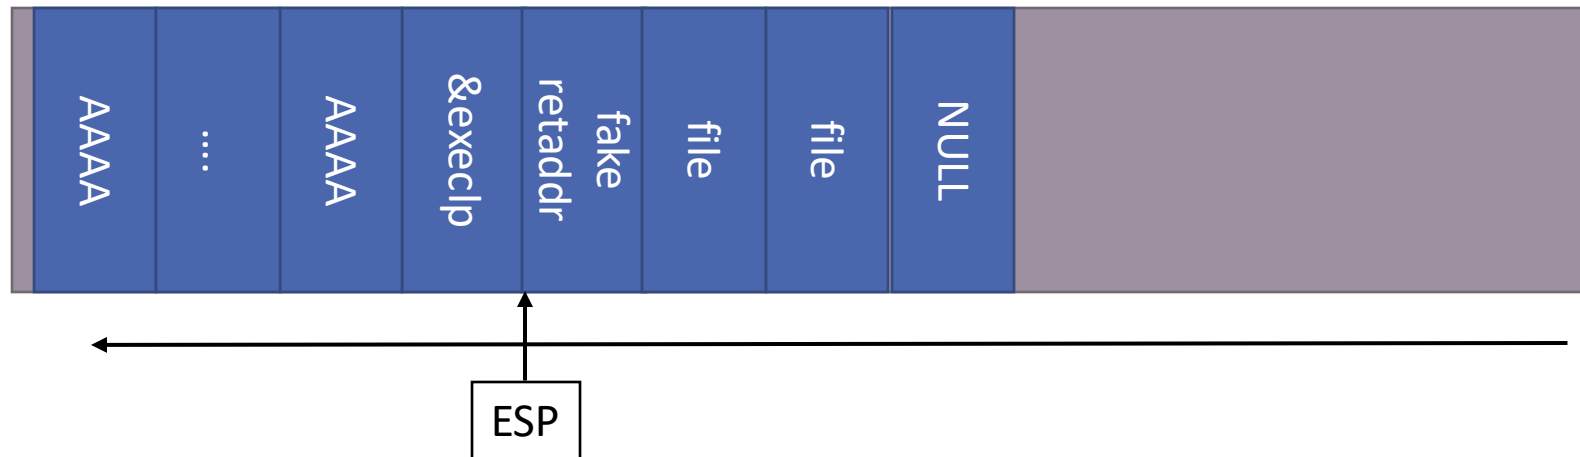 AAAA
....
AAAA
&execlp
fake
retaddr
file
file
NULL
ESP